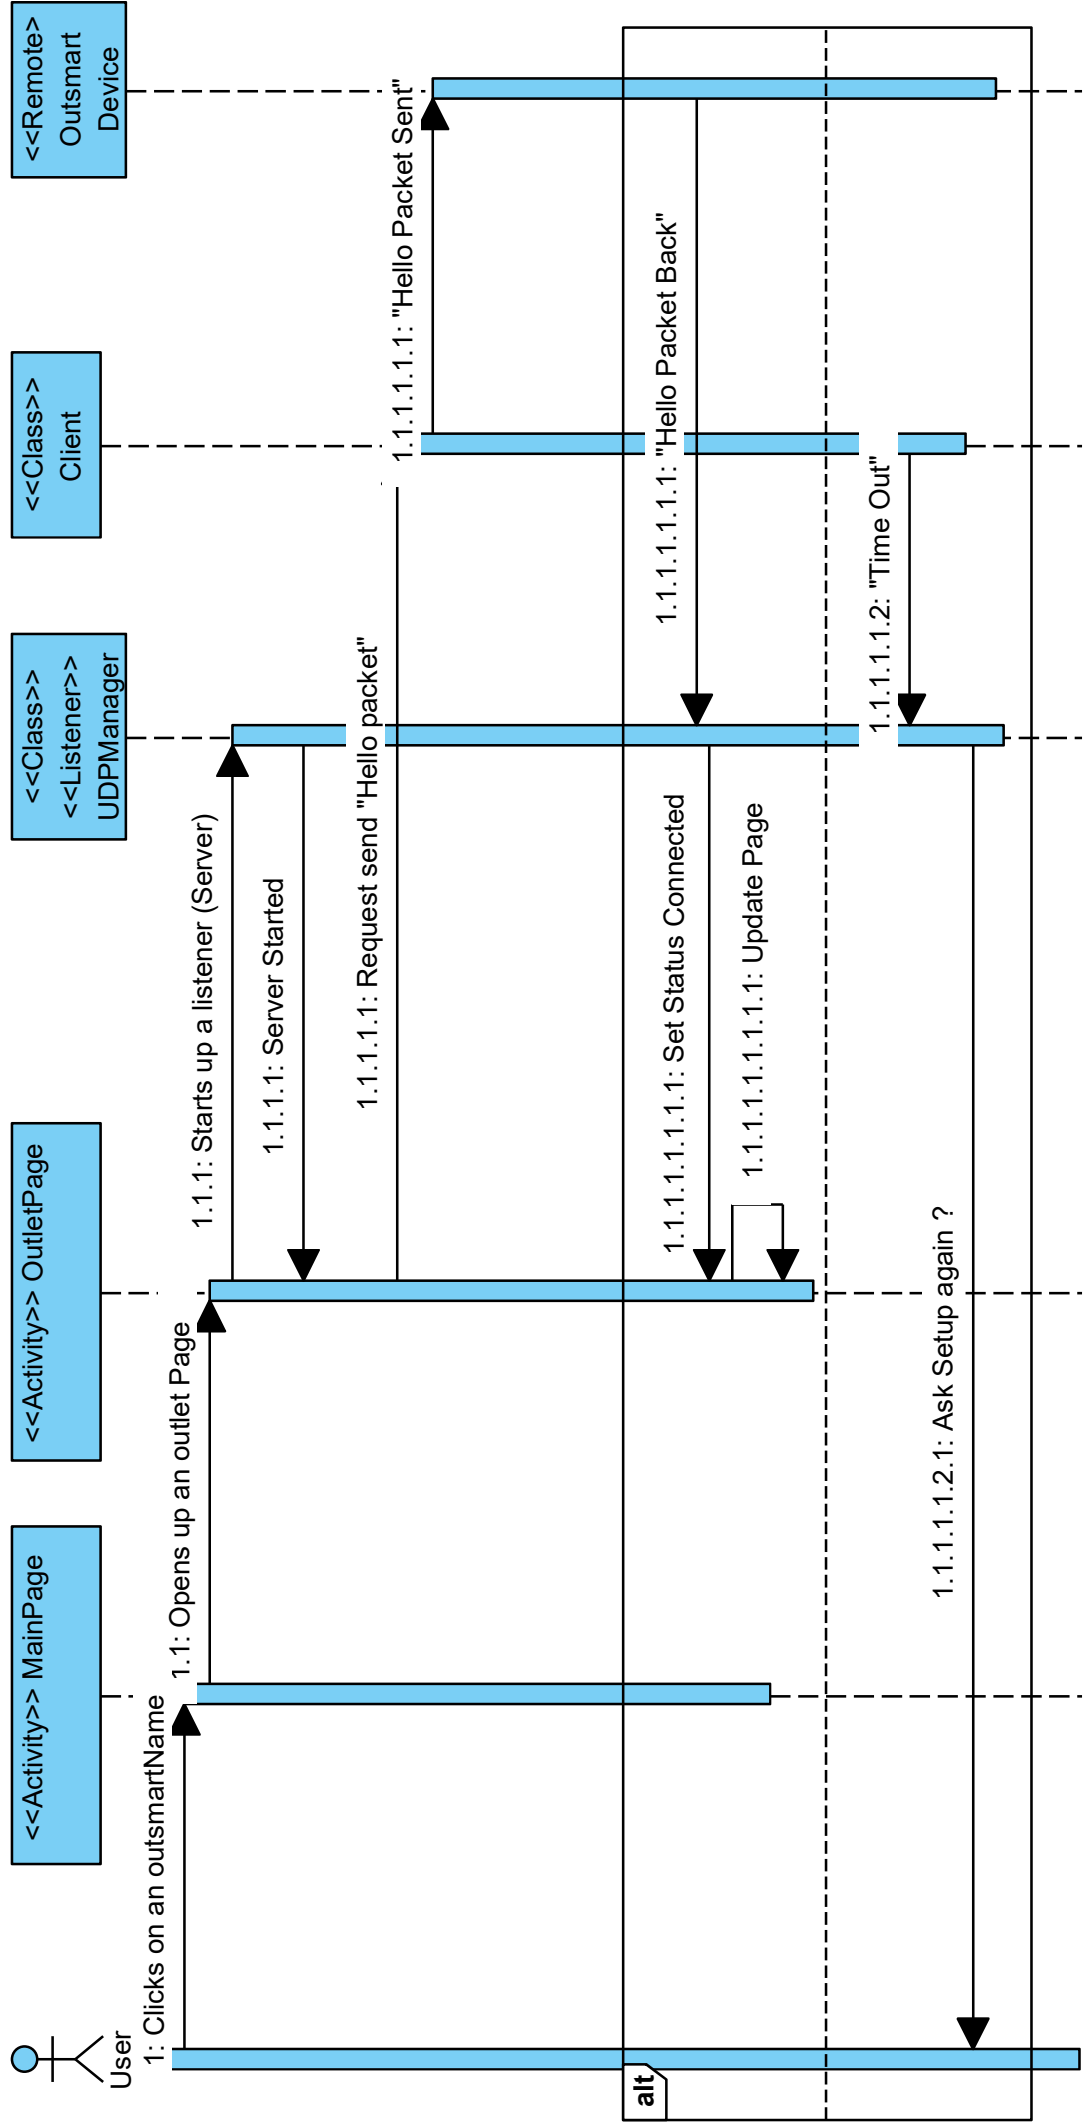 User
<<Activity>> MainPage
<<Activity>> OutletPage
<<Class>>
<<Listener>>
UDPManager
<<Class>>
Client
<<Remote>
Outsmart
Device
1: Clicks on an outsmartName
1.1: Opens up an outlet Page
1.1.1: Starts up a listener (Server)
1.1.1.1: Server Started
1.1.1.1.1: Request send "Hello packet"
1.1.1.1.1.1: "Hello Packet Sent"
alt
1.1.1.1.1.1.1: "Hello Packet Back"
1.1.1.1.1.1.1.1: Set Status Connected
1.1.1.1.1.1.1.1.1: Update Page
1.1.1.1.1.2: "Time Out"
1.1.1.1.1.2.1: Ask Setup again ?